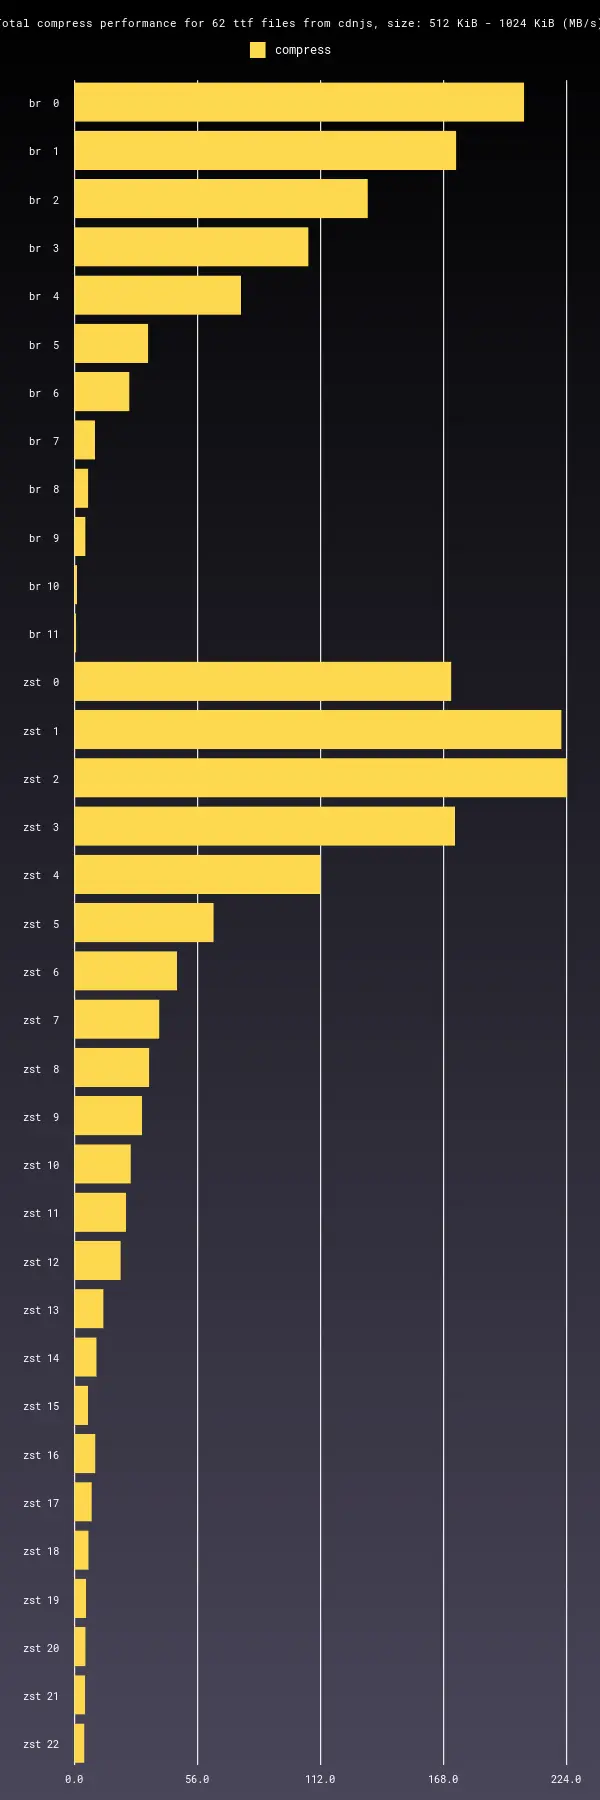 Total compress performance for 62 ttf files from cdnjs, size: 512 KiB - 1024 KiB (MB/s)
compress
br 0
br 1
br 2
br 3
br 4
br 5
br 6
br 7
br 8
br 9
br 10
br 11
zst 0
zst 1
zst 2
zst 3
zst 4
zst 5
zst 6
zst 7
zst 8
zst 9
zst 10
zst 11
zst 12
zst 13
zst 14
zst 15
zst 16
zst 17
zst 18
zst 19
zst 20
zst 21
zst 22
0.0 56.0 112.0 168.0 224.0